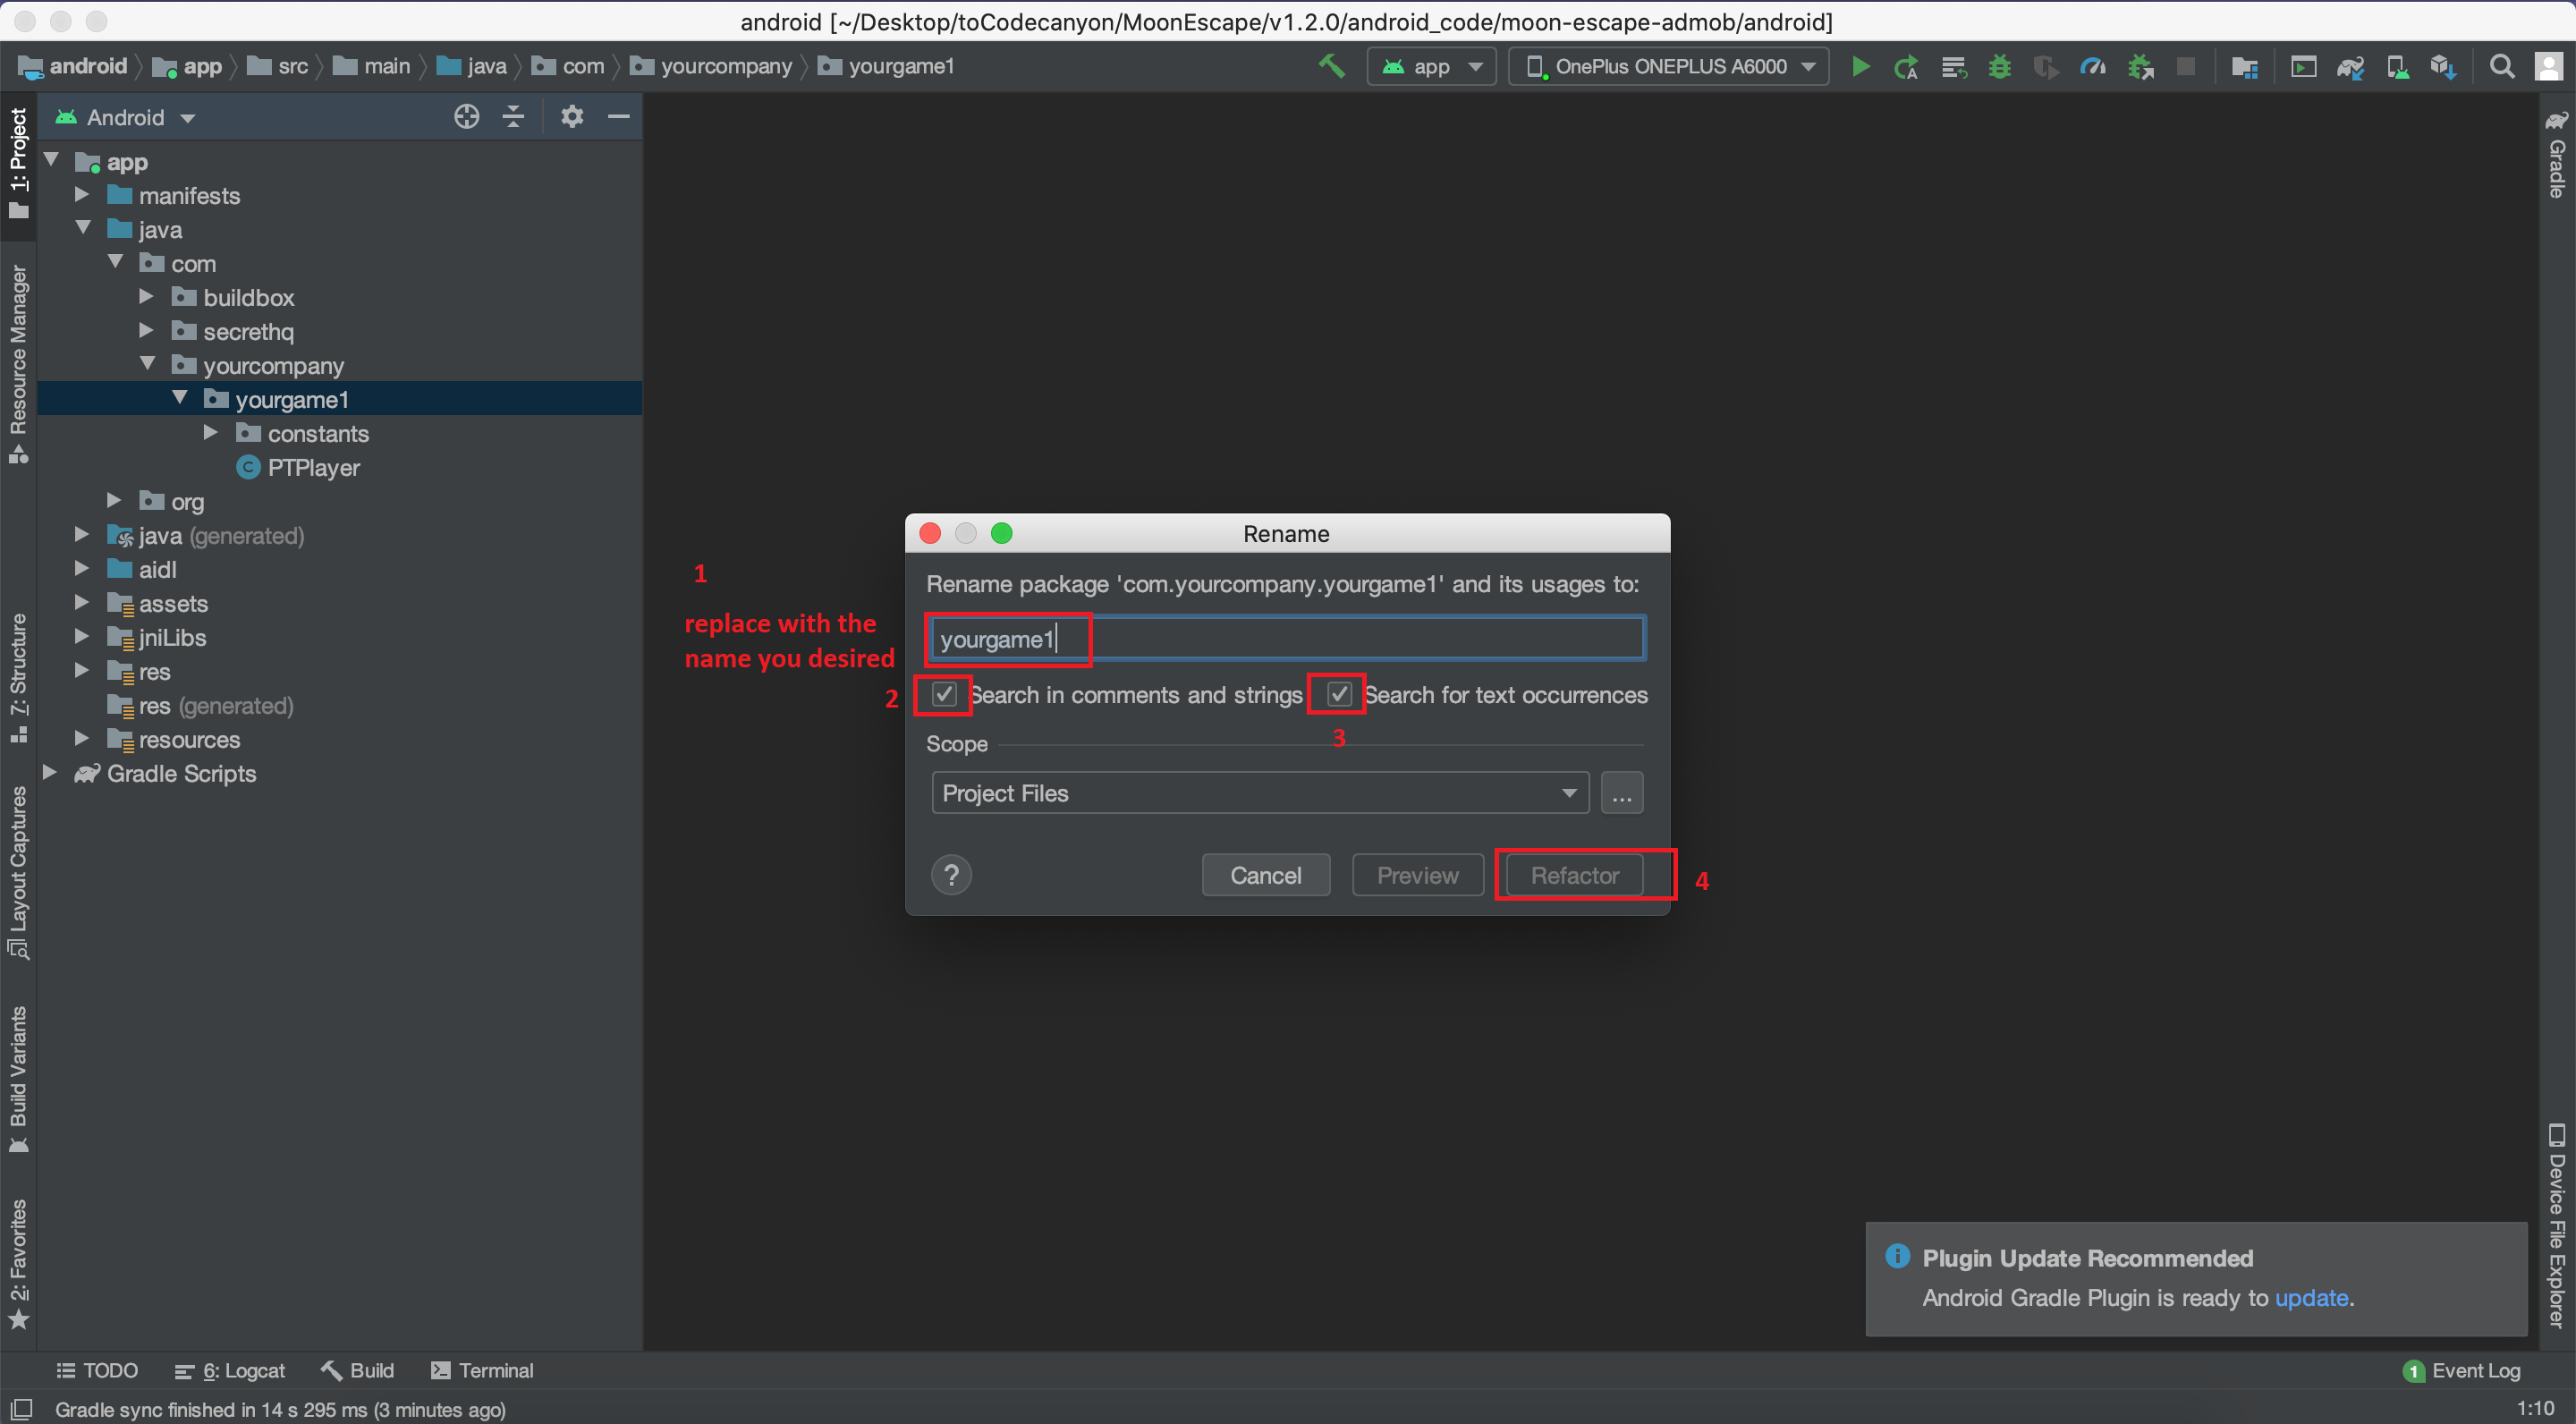 android [~/Desktop/toCodecanyon/MoonEscape/v1.2.0/android_code/moon-escape-admob/android]
android app src main java com yourcompany yourgame1 app OnePlus ONEPLUS A6000
1: Project
Resource Manager
7: Structure
Layout Captures
Build Variants
2: Favorites
Android
app
manifests
java
com
buildbox
secrethq
yourcompany
yourgame1
constants
PTPlayer
org
java (generated)
aidl
assets
jniLibs
res
res (generated)
resources
Gradle Scripts
1
replace with the
name you desired
Rename
Rename package 'com.yourcompany.yourgame1' and its usages to:
yourgame1
2
Search in comments and strings
Search for text occurrences
3
Scope
Project Files
...
?
Cancel
Preview
Refactor
4
Gradle
Device File Explorer
Plugin Update Recommended
Android Gradle Plugin is ready to update.
TODO 6: Logcat Build Terminal
1 Event Log
Gradle sync finished in 14 s 295 ms (3 minutes ago)
1:10